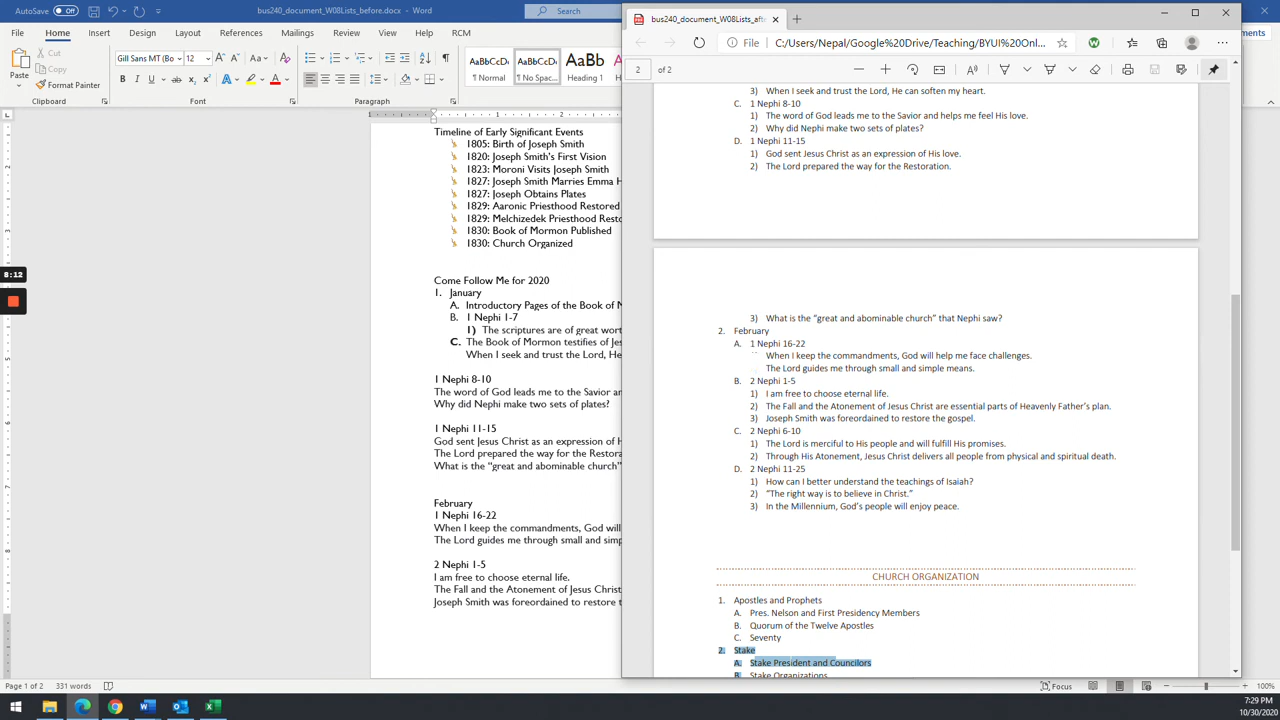 AutoSave Off
bus240_document_W08Lists_before.docx - Word
Search
File Home Insert Draw Design Layout References Mailings Review View Help RCM
Comments
Cut
Copy
Format Painter
Paste
Clipboard
Gill Sans MT (Bo 12
Font
Paragraph
AaBbCcDc AaBbCcDc AaBbC
¶ Normal ¶ No Spac... Heading 1
8:12
Timeline of Early Significant Events
1805: Birth of Joseph Smith
1820: Joseph Smith's First Vision
1823: Moroni Visits Joseph Smith
1827: Joseph Smith Marries Emma H
1827: Joseph Obtains Plates
1829: Aaronic Priesthood Restored
1829: Melchizedek Priesthood Resto
1830: Book of Mormon Published
1830: Church Organized
Come Follow Me for 2020
1. January
A. Introductory Pages of the Book of M
B. 1 Nephi 1-7
1) The scriptures are of great wort
C. The Book of Mormon testifies of Jes
When I seek and trust the Lord, He
1 Nephi 8-10
The word of God leads me to the Savior an
Why did Nephi make two sets of plates?
1 Nephi 11-15
God sent Jesus Christ as an expression of H
The Lord prepared the way for the Restora
What is the "great and abominable church"
February
1 Nephi 16-22
When I keep the commandments, God will
The Lord guides me through small and simp
2 Nephi 1-5
I am free to choose eternal life.
The Fall and the Atonement of Jesus Christ
Joseph Smith was foreordained to restore t
Page 1 of 2 331 words
Focus
100%
7:29 PM
10/30/2020
bus240_document_W08Lists_afte
File C:/Users/Nepal/Google%20Drive/Teaching/BYUI%20Onl...
2 of 2
3) When I seek and trust the Lord, He can soften my heart.
C. 1 Nephi 8-10
1) The word of God leads me to the Savior and helps me feel His love.
2) Why did Nephi make two sets of plates?
D. 1 Nephi 11-15
1) God sent Jesus Christ as an expression of His love.
2) The Lord prepared the way for the Restoration.
3) What is the "great and abominable church" that Nephi saw?
2. February
A. 1 Nephi 16-22
When I keep the commandments, God will help me face challenges.
The Lord guides me through small and simple means.
B. 2 Nephi 1-5
1) I am free to choose eternal life.
2) The Fall and the Atonement of Jesus Christ are essential parts of Heavenly Father's plan.
3) Joseph Smith was foreordained to restore the gospel.
C. 2 Nephi 6-10
1) The Lord is merciful to His people and will fulfill His promises.
2) Through His Atonement, Jesus Christ delivers all people from physical and spiritual death.
D. 2 Nephi 11-25
1) How can I better understand the teachings of Isaiah?
2) "The right way is to believe in Christ."
3) In the Millennium, God's people will enjoy peace.
CHURCH ORGANIZATION
1. Apostles and Prophets
A. Pres. Nelson and First Presidency Members
B. Quorum of the Twelve Apostles
C. Seventy
2. Stake
A. Stake President and Councilors
B. Stake Organizations